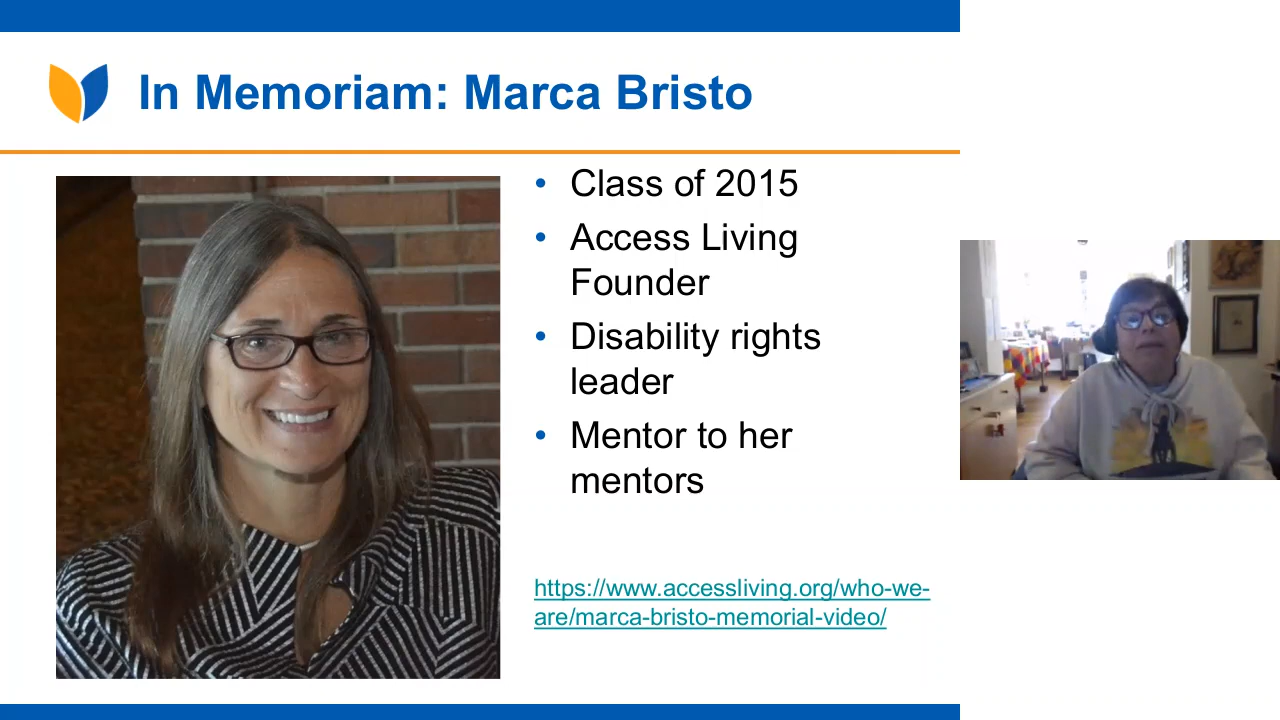 In Memoriam: Marca Bristo
• Class of 2015
• Access Living
Founder
• Disability rights
leader
• Mentor to her
mentors
https://www.accessliving.org/who-we-
are/marca-bristo-memorial-video/